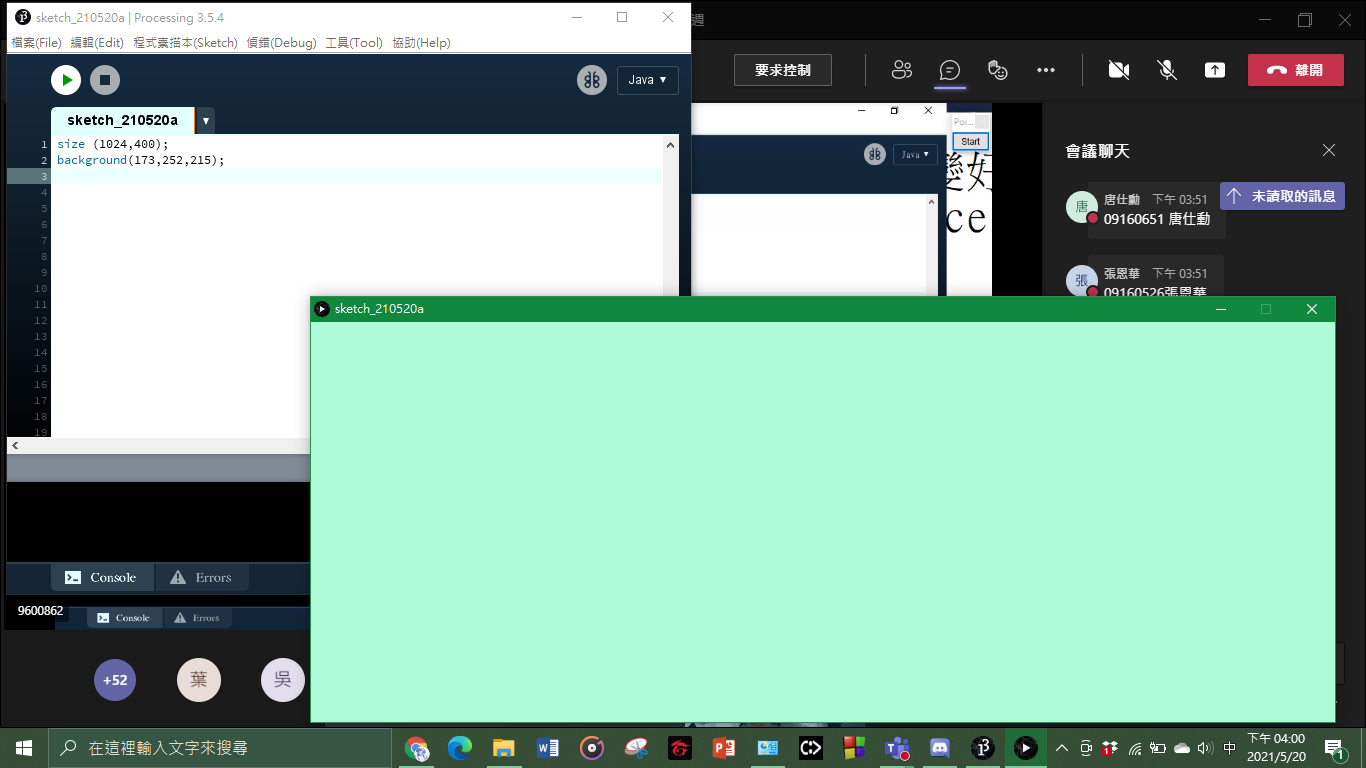 sketch_210520a | Processing 3.5.4
檔案(File) 編輯(Edit) 程式素描本(Sketch) 偵錯(Debug) 工具(Tool) 協助(Help)
週
要求控制
離開
Java ▼
sketch_210520a ▼
1 size (1024,400);
2 background(173,252,215);
3
4
5
6
7
8
9
10
11
12
13
14
15
16
17
18
19
Java ▼
Poi...
Start
變好
ce
會議聊天
未讀取的訊息
唐 唐仕勳 下午 03:51
09160651 唐仕勳
張 張恩華 下午 03:51
09160526張恩華
sketch_210520a
Console Errors
9600862
Console Errors
+52 葉 吳
在這裡輸入文字來搜尋
中
下午 04:00
2021/5/20
1